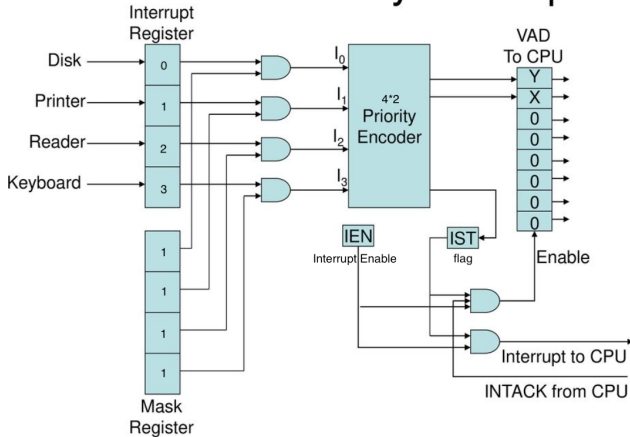 Interrupt
Register
Disk
0
Printer
1
Reader
2
Keyboard
3
I0
I1
I2
I3
4*2
Priority
Encoder
VAD
To CPU
Y
X
0
0
0
0
0
0
IEN
Interrupt Enable
IST
flag
Enable
1
1
1
1
Mask
Register
Interrupt to CPU
INTACK from CPU